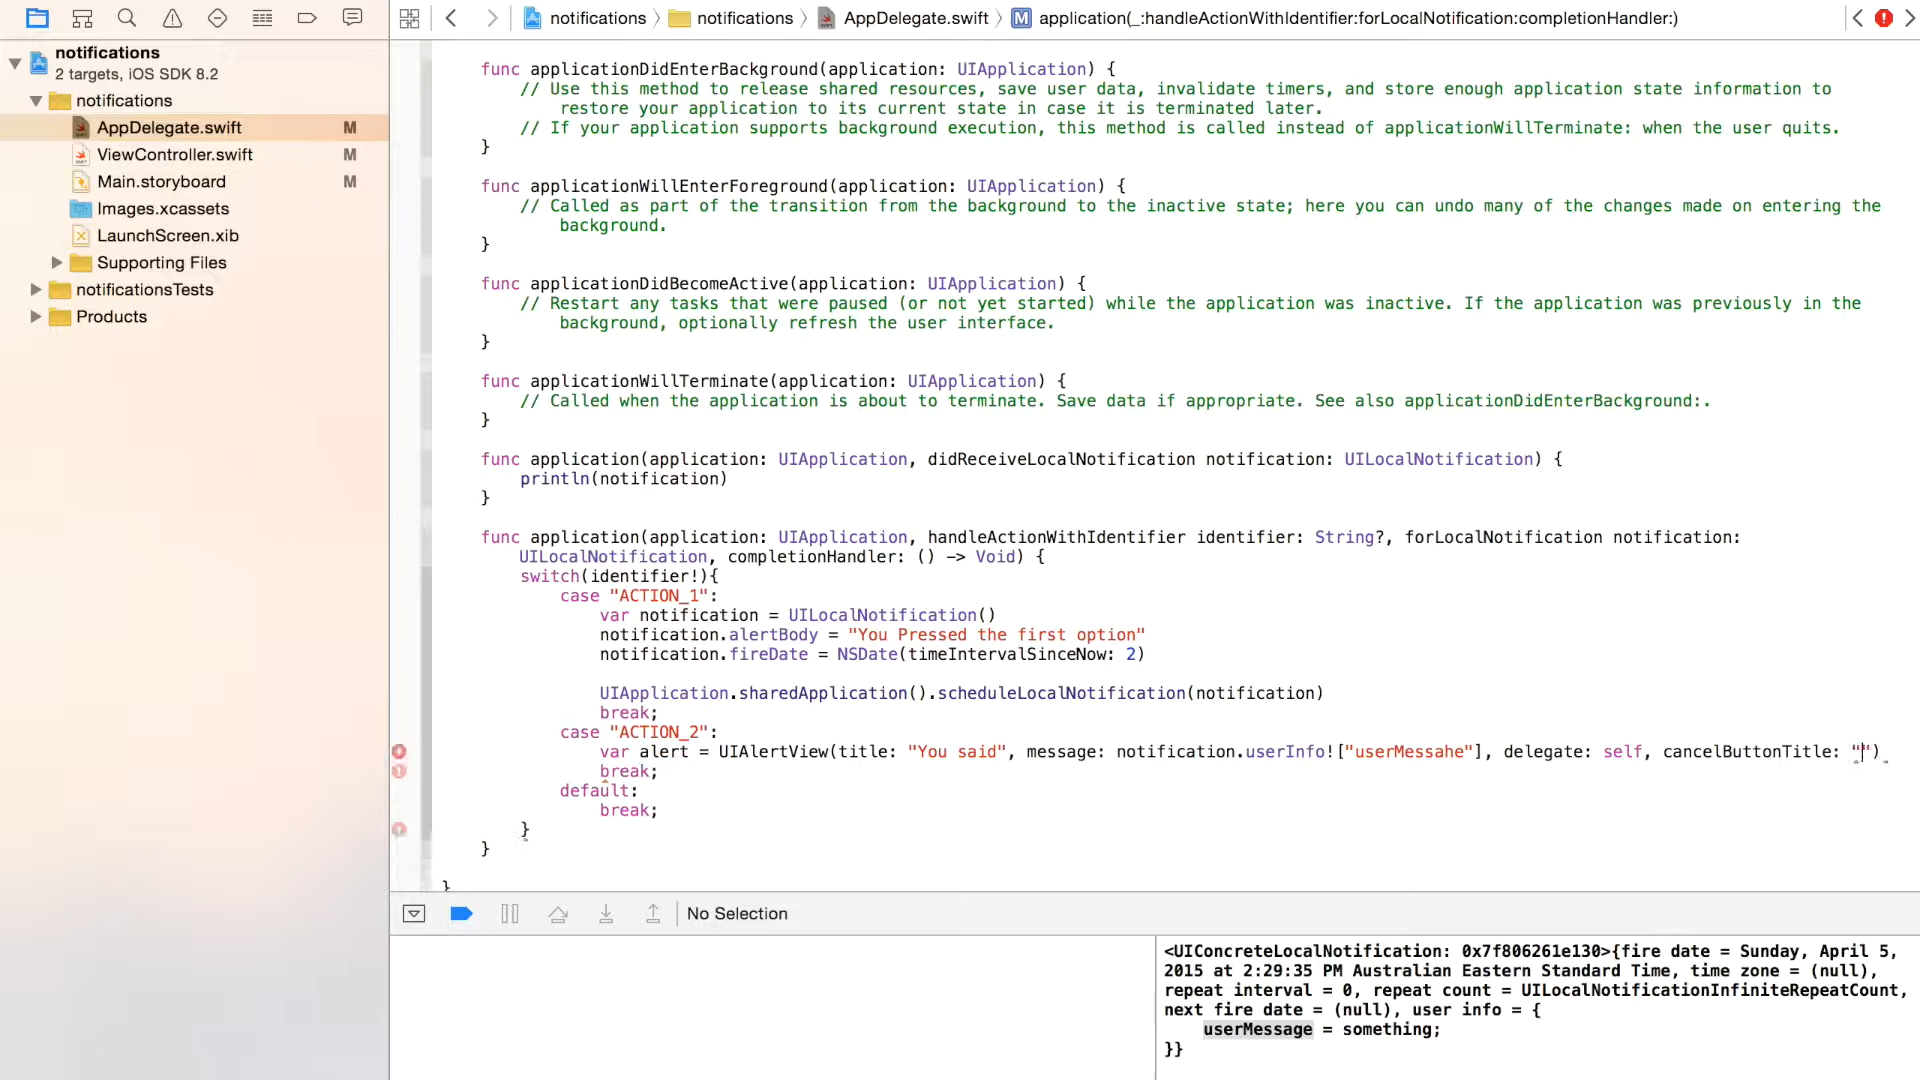 notifications
2 targets, iOS SDK 8.2
notifications
AppDelegate.swift M
ViewController.swift M
Main.storyboard M
Images.xcassets
LaunchScreen.xib
Supporting Files
notificationsTests
Products
notifications notifications AppDelegate.swift M application(_:handleActionWithIdentifier:forLocalNotification:completionHandler:)
func applicationDidEnterBackground(application: UIApplication) {
// Use this method to release shared resources, save user data, invalidate timers, and store enough application state information to
restore your application to its current state in case it is terminated later.
// If your application supports background execution, this method is called instead of applicationWillTerminate: when the user quits.
}
func applicationWillEnterForeground(application: UIApplication) {
// Called as part of the transition from the background to the inactive state; here you can undo many of the changes made on entering the
background.
}
func applicationDidBecomeActive(application: UIApplication) {
// Restart any tasks that were paused (or not yet started) while the application was inactive. If the application was previously in the
background, optionally refresh the user interface.
}
func applicationWillTerminate(application: UIApplication) {
// Called when the application is about to terminate. Save data if appropriate. See also applicationDidEnterBackground:.
}
func application(application: UIApplication, didReceiveLocalNotification notification: UILocalNotification) {
println(notification)
}
func application(application: UIApplication, handleActionWithIdentifier identifier: String?, forLocalNotification notification:
UILocalNotification, completionHandler: () -> Void) {
switch(identifier!){
case "ACTION_1":
var notification = UILocalNotification()
notification.alertBody = "You Pressed the first option"
notification.fireDate = NSDate(timeIntervalSinceNow: 2)
UIApplication.sharedApplication().scheduleLocalNotification(notification)
break;
case "ACTION_2":
var alert = UIAlertView(title: "You said", message: notification.userInfo!["userMessahe"], delegate: self, cancelButtonTitle: "")
break;
default:
break;
}
}
}
No Selection
<UIConcreteLocalNotification: 0x7f806261e130>{fire date = Sunday, April 5,
2015 at 2:29:35 PM Australian Eastern Standard Time, time zone = (null),
repeat interval = 0, repeat count = UILocalNotificationInfiniteRepeatCount,
next fire date = (null), user info = {
userMessage = something;
}}